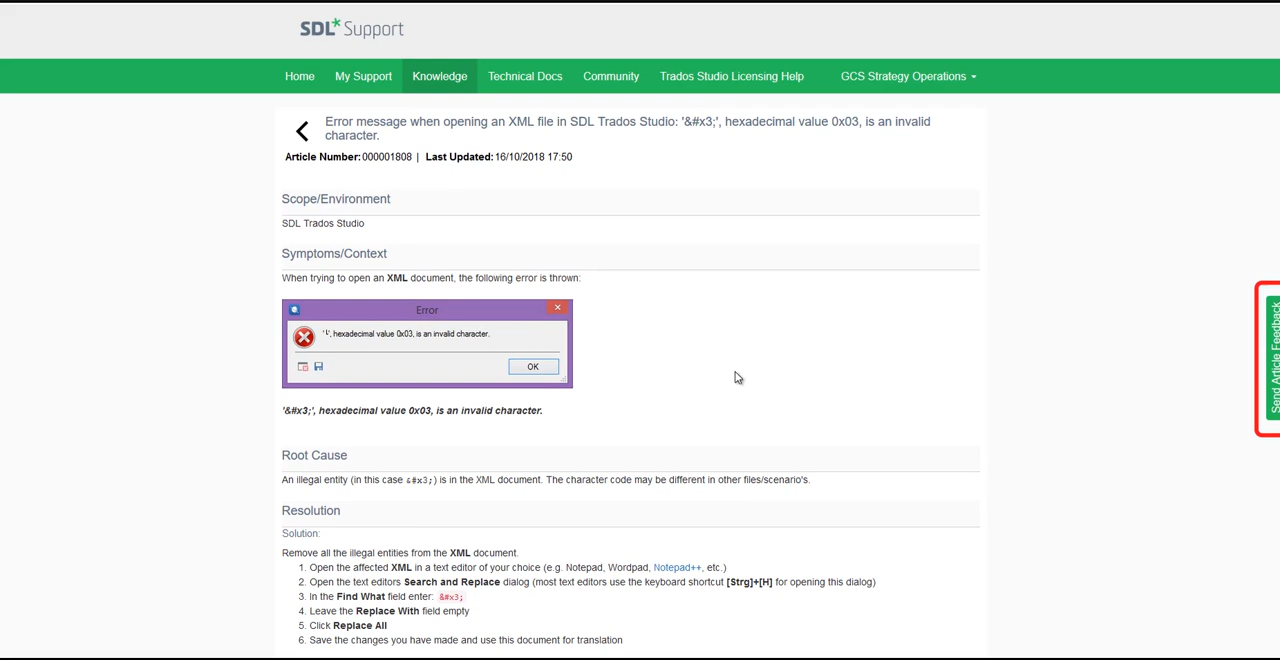 SDL* Support
Home My Support Knowledge Technical Docs Community Trados Studio Licensing Help GCS Strategy Operations
Error message when opening an XML file in SDL Trados Studio: '&#x3;', hexadecimal value 0x03, is an invalid
character.
Article Number: 000001808 | Last Updated: 16/10/2018 17:50
Scope/Environment
SDL Trados Studio
Symptoms/Context
When trying to open an XML document, the following error is thrown:
Error
'└', hexadecimal value 0x03, is an invalid character.
OK
'&#x3;', hexadecimal value 0x03, is an invalid character.
Root Cause
An illegal entity (in this case &#x3;) is in the XML document. The character code may be different in other files/scenario's.
Resolution
Solution:
Remove all the illegal entities from the XML document.
1. Open the affected XML in a text editor of your choice (e.g. Notepad, Wordpad, Notepad++, etc.)
2. Open the text editors Search and Replace dialog (most text editors use the keyboard shortcut [Strg]+[H] for opening this dialog)
3. In the Find What field enter: &#x3;
4. Leave the Replace With field empty
5. Click Replace All
6. Save the changes you have made and use this document for translation
Send Article Feedback